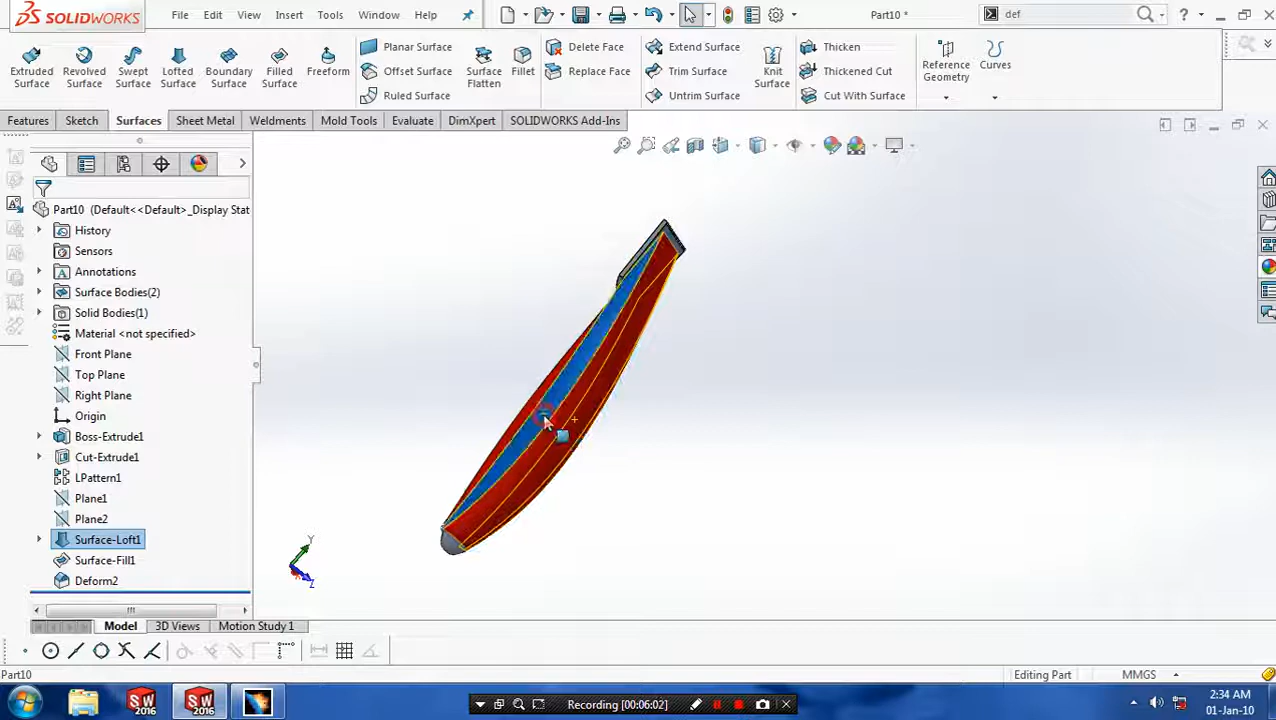 SOLIDWORKS File Edit View Insert Tools Window Help Part10 * def ?
Extruded Surface
Revolved Surface
Swept Surface
Lofted Surface
Boundary Surface
Filled Surface
Freeform
Planar Surface
Offset Surface
Ruled Surface
Surface Flatten
Fillet
Delete Face
Replace Face
Extend Surface
Trim Surface
Untrim Surface
Knit Surface
Thicken
Thickened Cut
Cut With Surface
Reference Geometry
Curves
Features Sketch Surfaces Sheet Metal Weldments Mold Tools Evaluate DimXpert SOLIDWORKS Add-Ins
Part10 (Default<<Default>_Display Stat
History
Sensors
Annotations
Surface Bodies(2)
Solid Bodies(1)
Material <not specified>
Front Plane
Top Plane
Right Plane
Origin
Boss-Extrude1
Cut-Extrude1
LPattern1
Plane1
Plane2
Surface-Loft1
Surface-Fill1
Deform2
Y
Z
Model 3D Views Motion Study 1
Part10 Editing Part MMGS
SW 2016
SW 2016
Recording [00:06:02]
2:34 AM
01-Jan-10